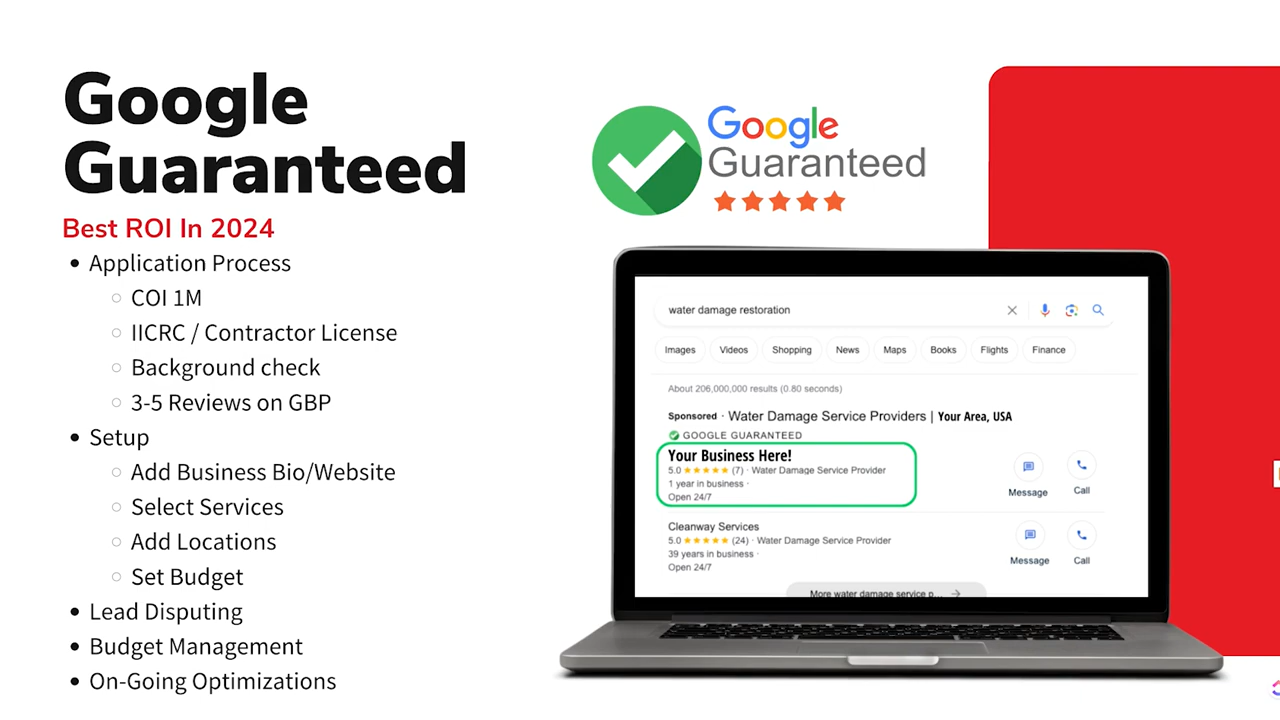 Google
Guaranteed
Best ROI In 2024
Application Process
COI 1M
IICRC / Contractor License
Background check
3-5 Reviews on GBP
Setup
Add Business Bio/Website
Select Services
Add Locations
Set Budget
Lead Disputing
Budget Management
On-Going Optimizations
Google
Guaranteed
water damage restoration
Images Videos Shopping News Maps Books Flights Finance
About 206,000,000 results (0.80 seconds)
Sponsored · Water Damage Service Providers | Your Area, USA
GOOGLE GUARANTEED
Your Business Here!
5.0 ★★★★★ (7) · Water Damage Service Provider
1 year in business ·
Open 24/7
Message Call
Cleanway Services
5.0 ★★★★★ (24) · Water Damage Service Provider
39 years in business ·
Open 24/7
Message Call
More water damage service p... →